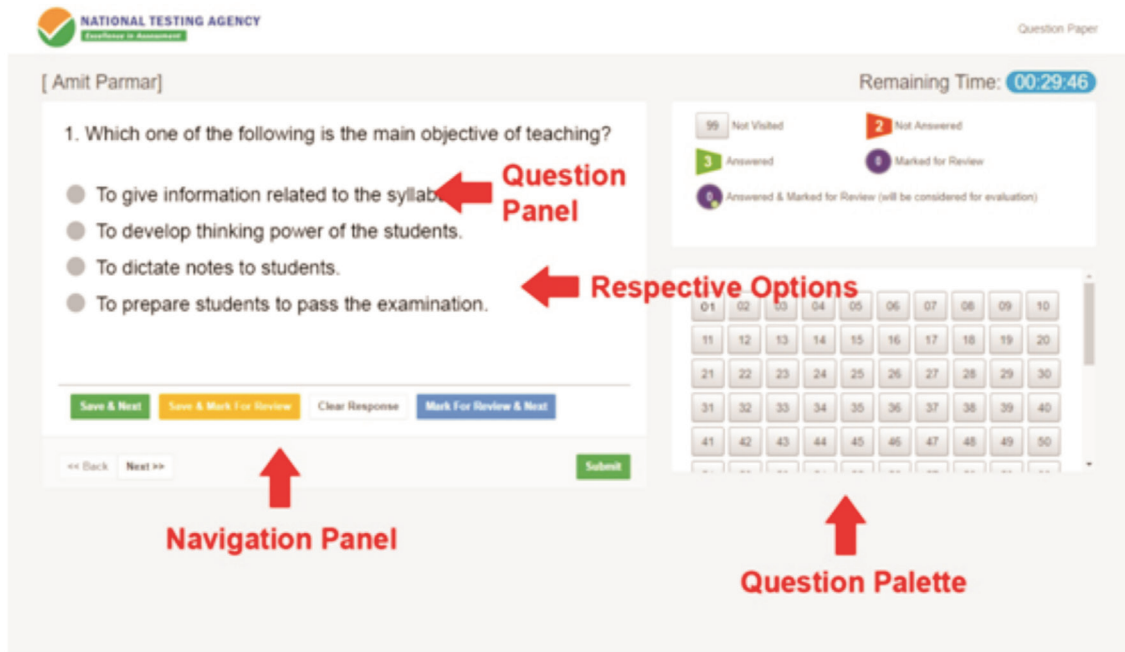 NATIONAL TESTING AGENCY
Excellence in Assessment
Question Paper
[ Amit Parmar]
Remaining Time: 00:29:46
1. Which one of the following is the main objective of teaching?
To give information related to the
To develop thinking power of the students.
To dictate notes to students.
To prepare students to pass the examination.
Question
Panel
Respective Options
Save & Next
Save & Mark For Review
Clear Response
Mark For Review & Next
<< Back
Next >>
Submit
Navigation Panel
99 Not Visited
2 Not Answered
3 Answered
0 Marked for Review
0 Answered & Marked for Review (will be considered for evaluation)
01 02 03 04 05 06 07 08 09 10
11 12 13 14 15 16 17 18 19 20
21 22 23 24 25 26 27 28 29 30
31 32 33 34 35 36 37 38 39 40
41 42 43 44 45 46 47 48 49 50
Question Palette